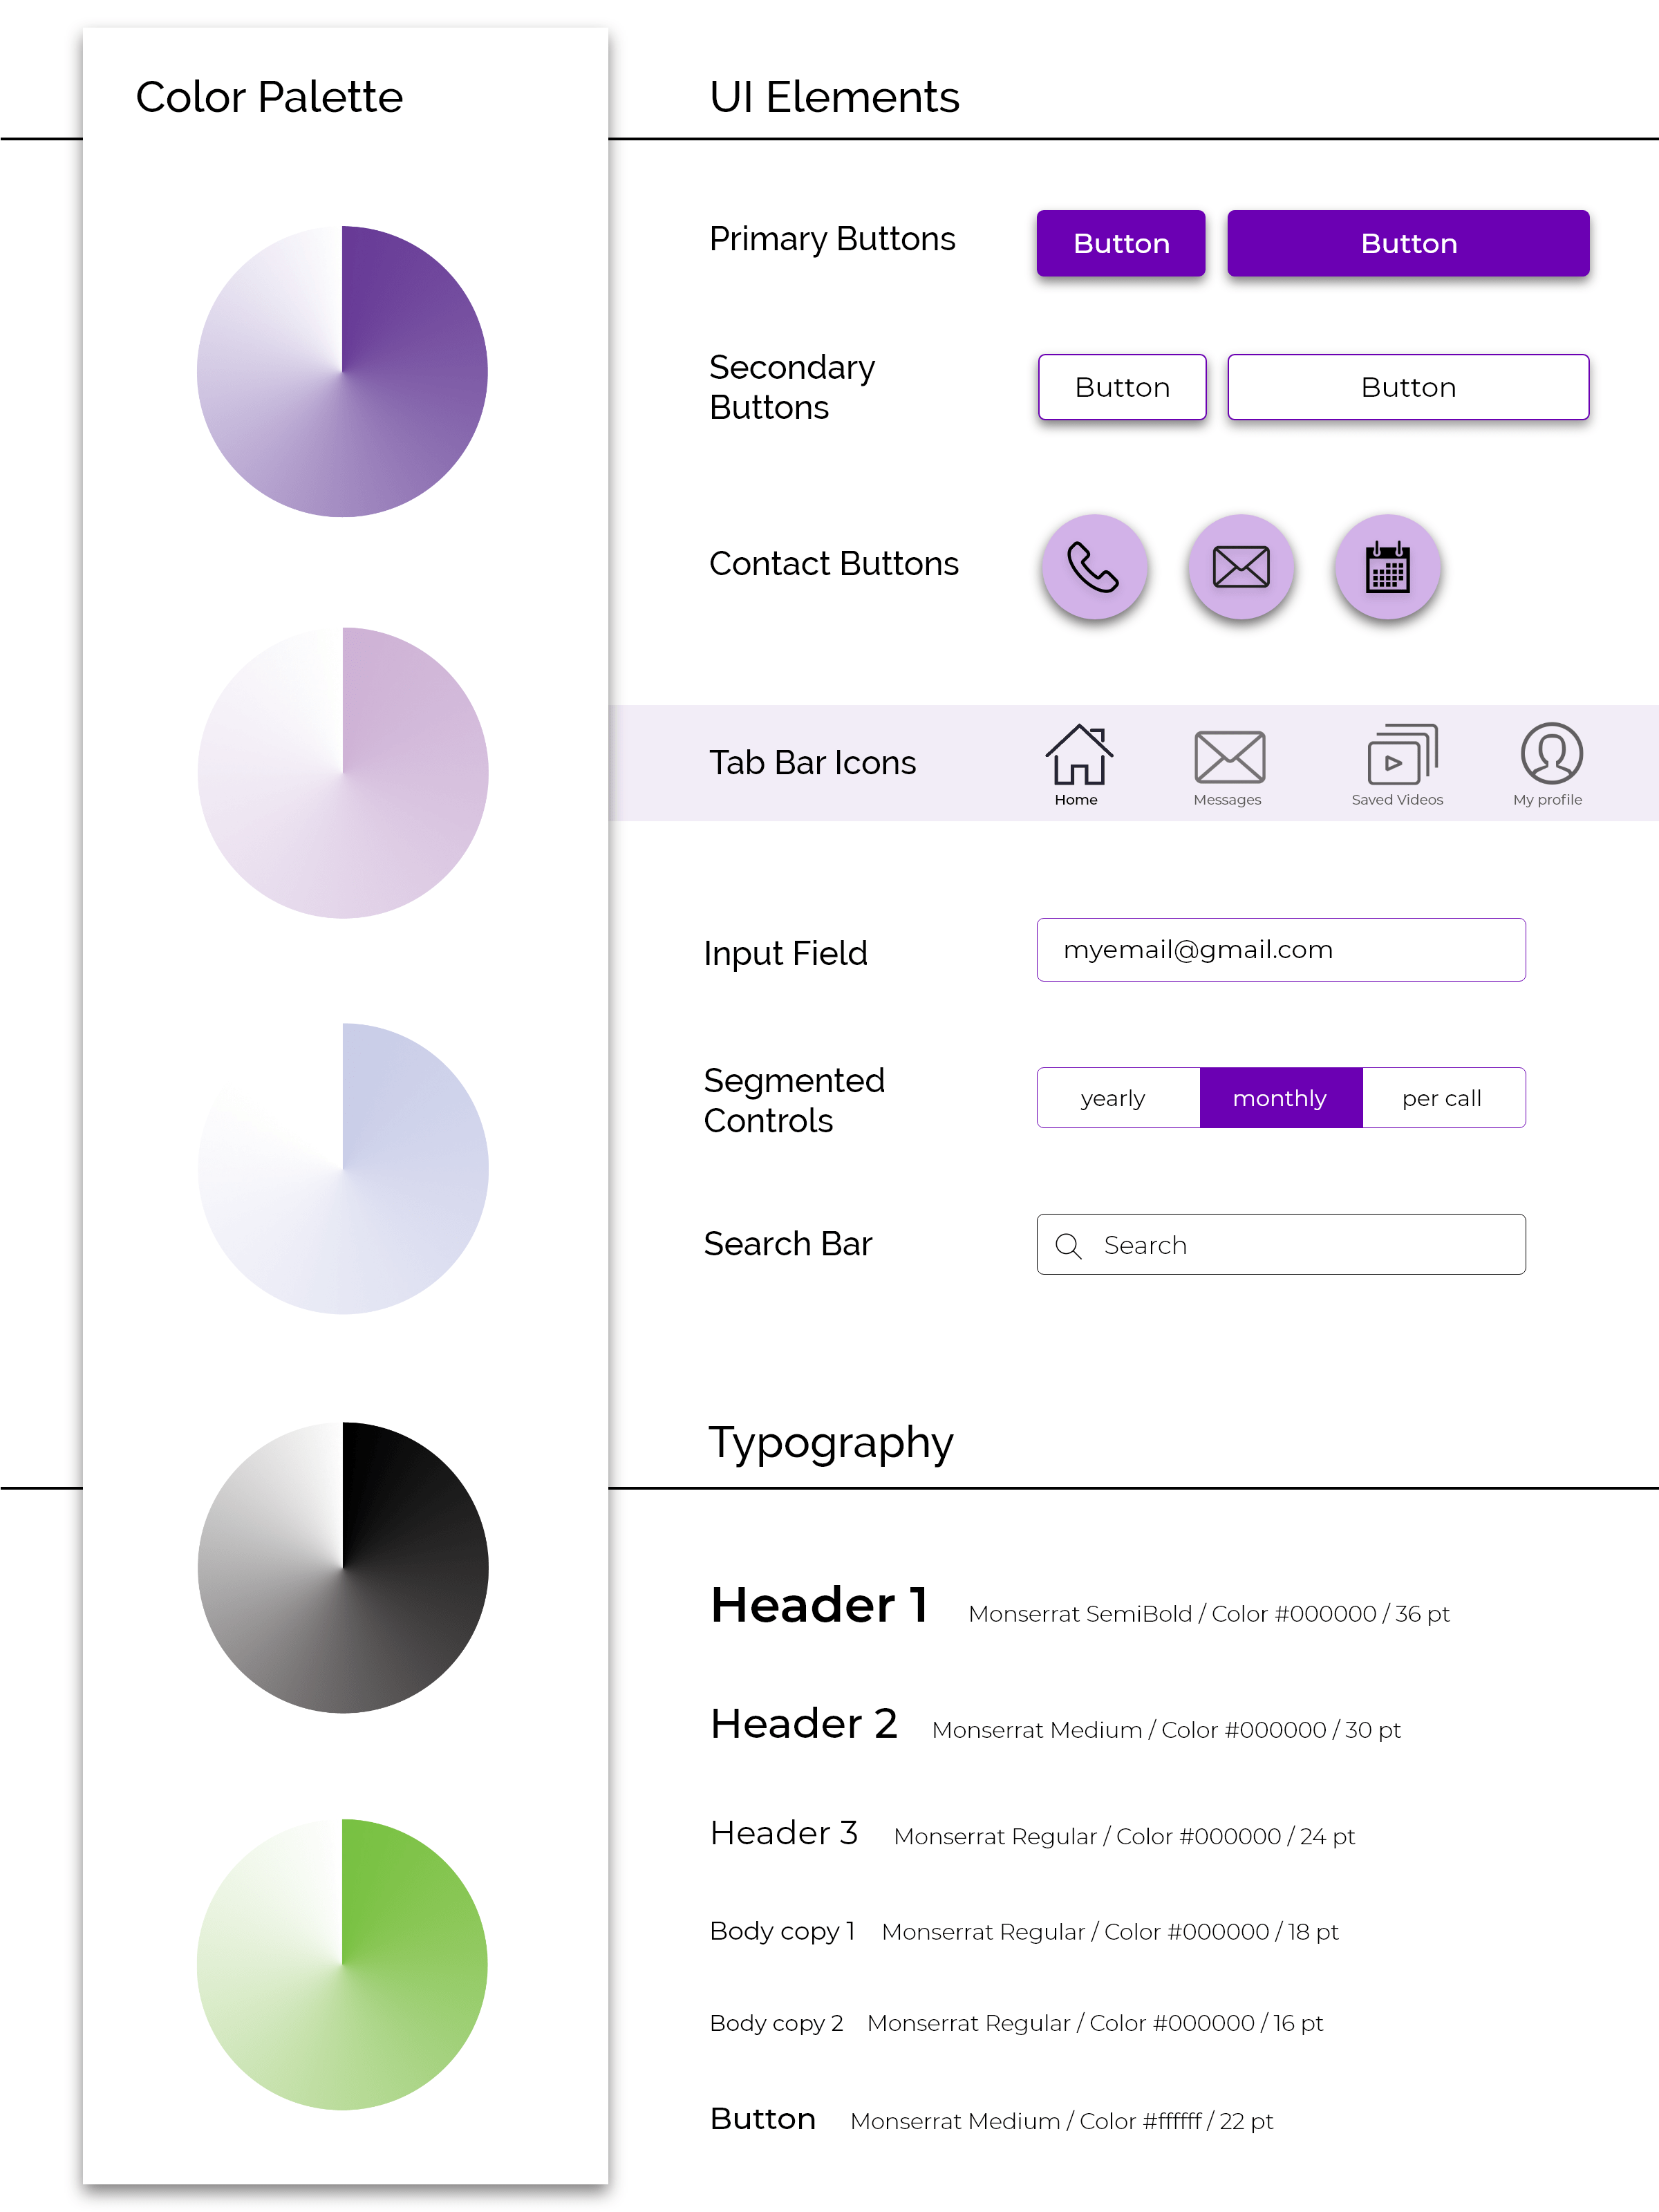 Color Palette
UI Elements
Primary Buttons
Button
Button
Secondary
Buttons
Button
Button
Contact Buttons
Tab Bar Icons
Home
Messages
Saved Videos
My profile
Input Field
myemail@gmail.com
Segmented
Controls
yearly
monthly
per call
Search Bar
Search
Typography
Header 1 Monserrat SemiBold / Color #000000 / 36 pt
Header 2 Monserrat Medium / Color #000000 / 30 pt
Header 3 Monserrat Regular / Color #000000 / 24 pt
Body copy 1 Monserrat Regular / Color #000000 / 18 pt
Body copy 2 Monserrat Regular / Color #000000 / 16 pt
Button Monserrat Medium / Color #ffffff / 22 pt